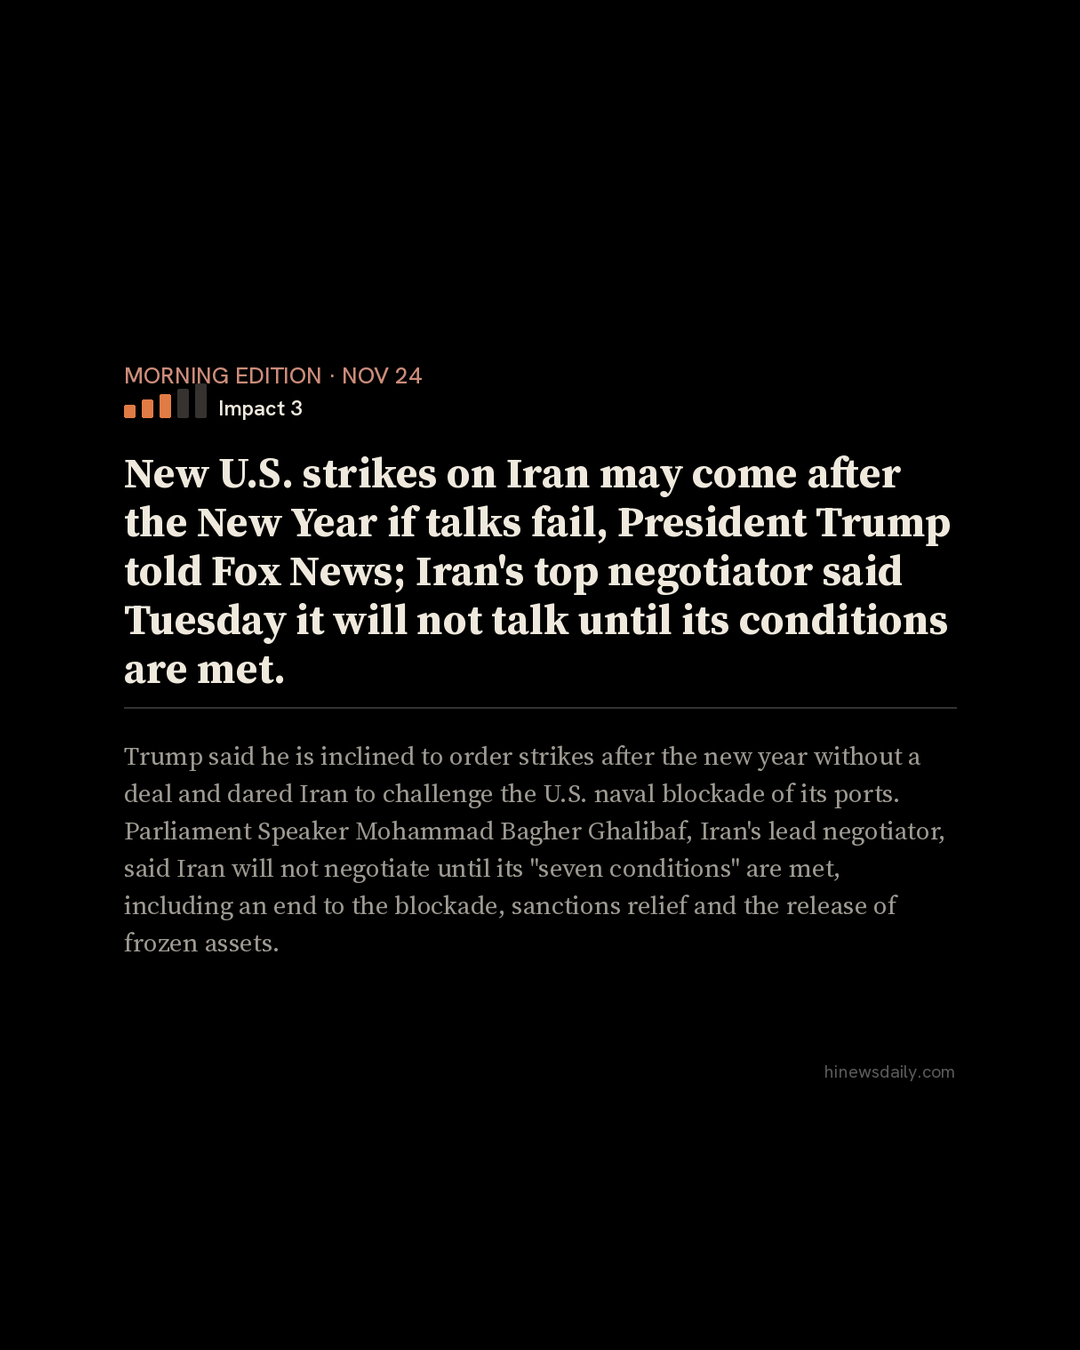 MORNING EDITION · NOV 24
Impact 3
New U.S. strikes on Iran may come after
the New Year if talks fail, President Trump
told Fox News; Iran's top negotiator said
Tuesday it will not talk until its conditions
are met.
Trump said he is inclined to order strikes after the new year without a
deal and dared Iran to challenge the U.S. naval blockade of its ports.
Parliament Speaker Mohammad Bagher Ghalibaf, Iran's lead negotiator,
said Iran will not negotiate until its "seven conditions" are met,
including an end to the blockade, sanctions relief and the release of
frozen assets.
hinewsdaily.com